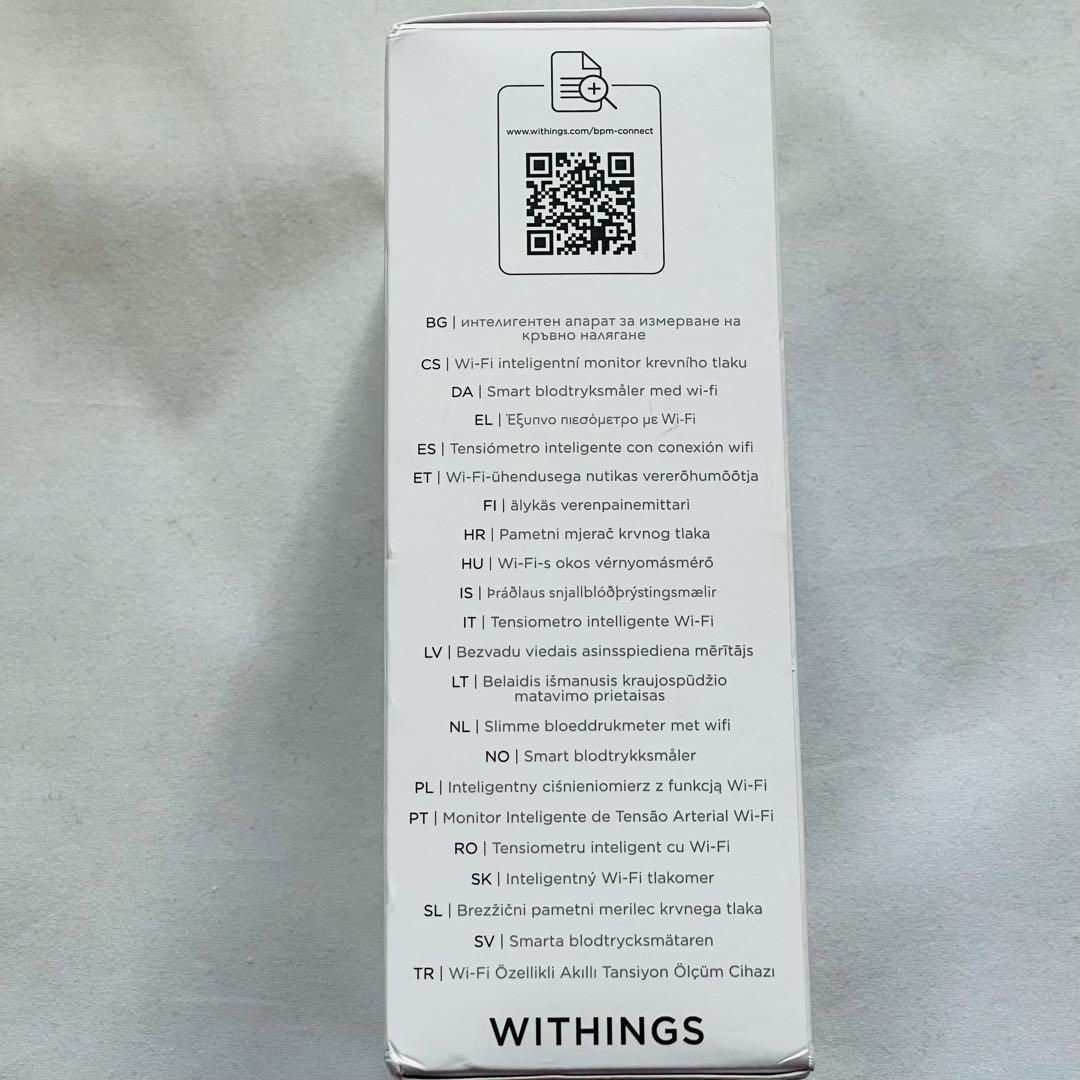 www.withings.com/bpm-connect
BG | интелигентен апарат за измерване на
кръвно налягане
CS | Wi-Fi inteligentní monitor krevního tlaku
DA | Smart blodtryksmåler med wi-fi
EL | Έξυπνο πιεσόμετρο με Wi-Fi
ES | Tensiómetro inteligente con conexión wifi
ET | Wi-Fi-ühendusega nutikas vererõhumõõtja
FI | älykäs verenpainemittari
HR | Pametni mjerač krvnog tlaka
HU | Wi-Fi-s okos vérnyomásmérő
IS | Þráðlaus snjallblóðþrýstingsmælir
IT | Tensiometro intelligente Wi-Fi
LV | Bezvadu viedais asinsspiediena mērītājs
LT | Belaidis išmanusis kraujospūdžio
matavimo prietaisas
NL | Slimme bloeddrukmeter met wifi
NO | Smart blodtrykksmåler
PL | Inteligentny ciśnieniomierz z funkcją Wi-Fi
PT | Monitor Inteligente de Tensão Arterial Wi-Fi
RO | Tensiometru inteligent cu Wi-Fi
SK | Inteligentný Wi-Fi tlakomer
SL | Brezžični pametni merilec krvnega tlaka
SV | Smarta blodtrycksmätaren
TR | Wi-Fi Özellikli Akıllı Tansiyon Ölçüm Cihazı
WITHINGS